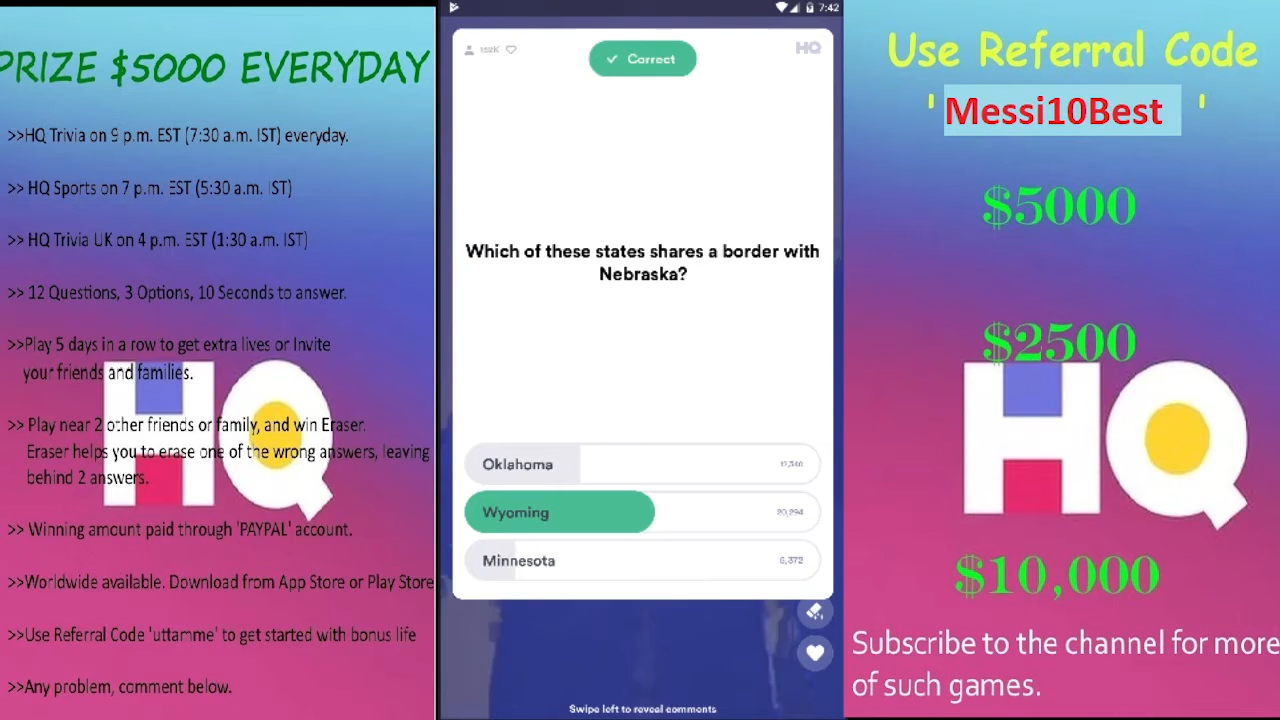 PRIZE $5000 EVERYDAY
>>HQ Trivia on 9 p.m. EST (7:30 a.m. IST) everyday.
>> HQ Sports on 7 p.m. EST (5:30 a.m. IST)
>> HQ Trivia UK on 4 p.m. EST (1:30 a.m. IST)
>> 12 Questions, 3 Options, 10 Seconds to answer.
>>Play 5 days in a row to get extra lives or Invite
your friends and families.
>> Play near 2 other friends or family, and win Eraser.
Eraser helps you to erase one of the wrong answers, leaving
behind 2 answers.
>> Winning amount paid through 'PAYPAL' account.
>>Worldwide available. Download from App Store or Play Store
>>Use Referral Code 'uttamme' to get started with bonus life
>>Any problem, comment below.
HQ
7:42
Correct
HQ
Which of these states shares a border with
Nebraska?
Oklahoma
Wyoming 20,294
Minnesota
Swipe left to reveal comments
Use Referral Code
' Messi10Best '
$5000
$2500
HQ
$10,000
Subscribe to the channel for more
of such games.